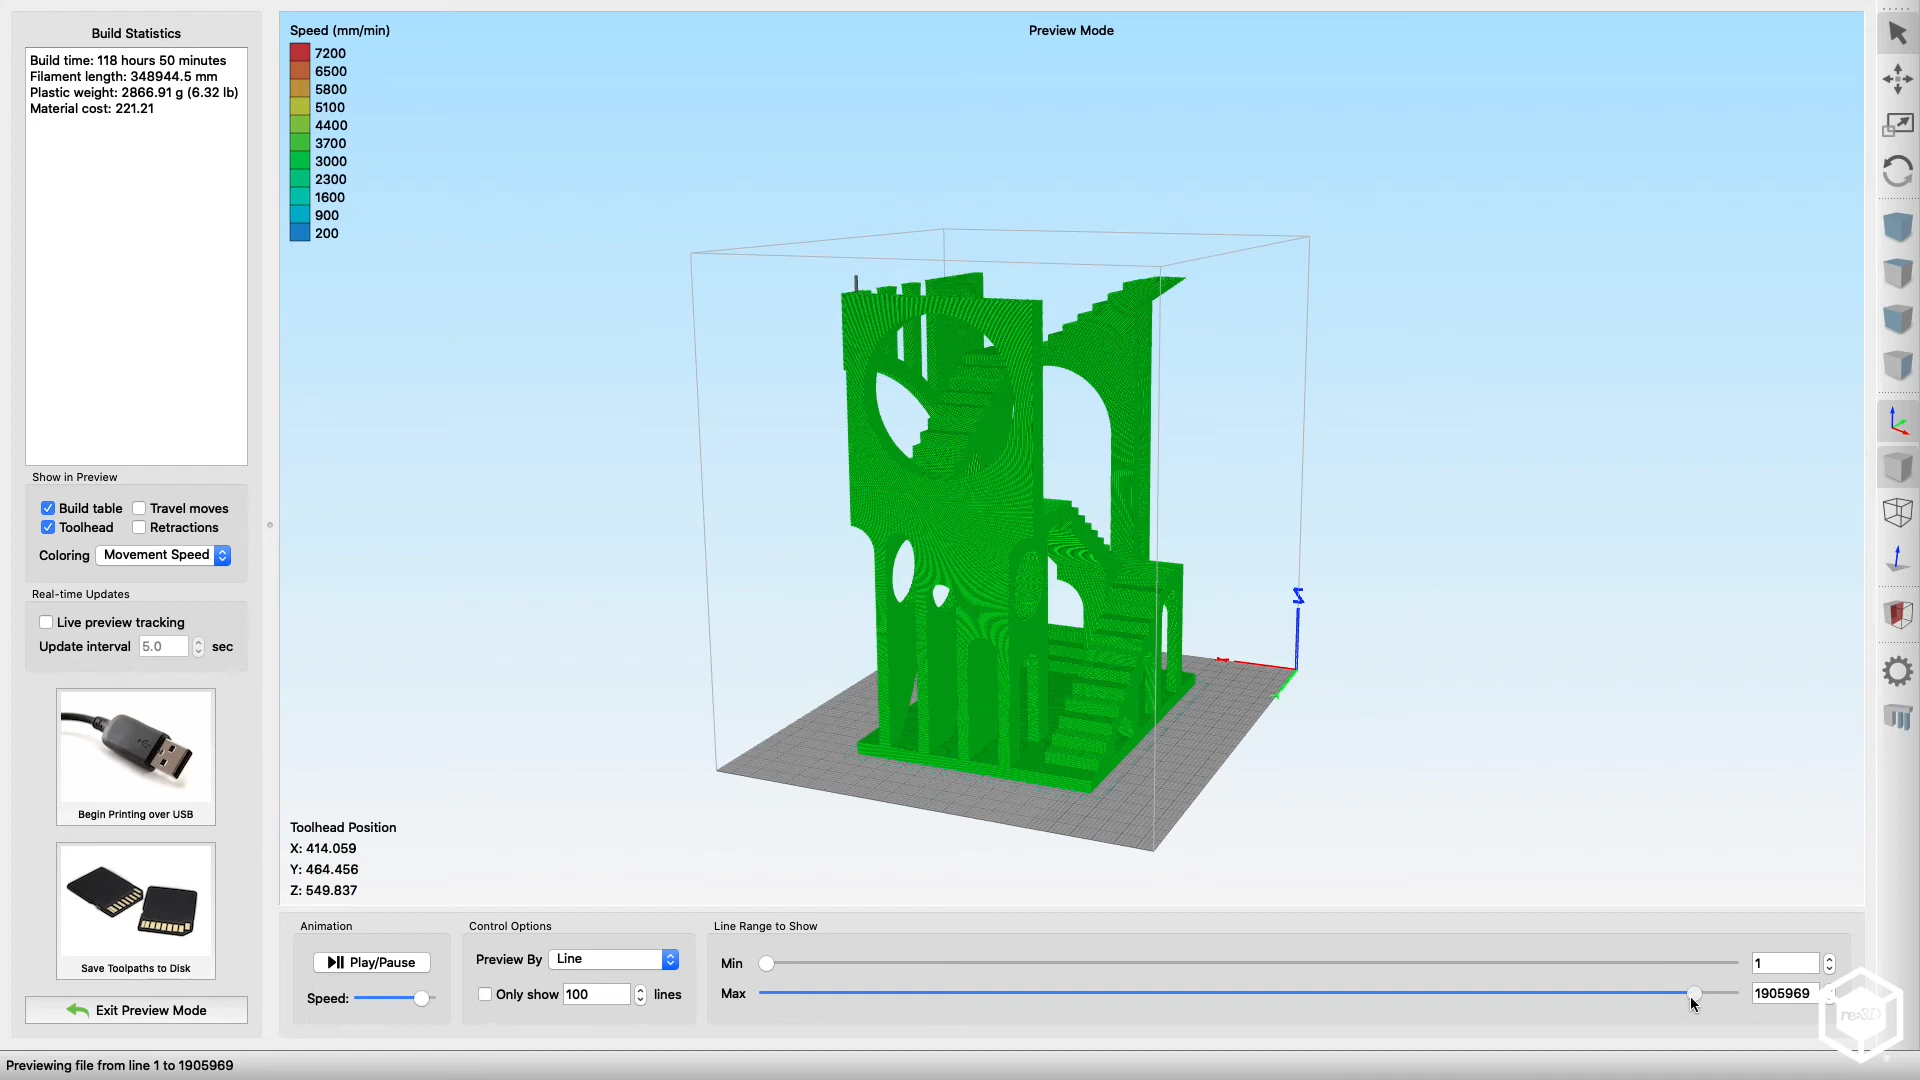 Build Statistics
Build time: 118 hours 50 minutes
Filament length: 348944.5 mm
Plastic weight: 2866.91 g (6.32 lb)
Material cost: 221.21
Show in Preview
Build table
Travel moves
Toolhead
Retractions
Coloring Movement Speed
Real-time Updates
Live preview tracking
Update interval 5.0 sec
Begin Printing over USB
Save Toolpaths to Disk
Exit Preview Mode
Speed (mm/min)
7200
6500
5800
5100
4400
3700
3000
2300
1600
900
200
Preview Mode
Z
Toolhead Position
X: 414.059
Y: 464.456
Z: 549.837
Animation
Play/Pause
Speed:
Control Options
Preview By Line
Only show 100 lines
Line Range to Show
Min 1
Max 1905969
re:3D
Previewing file from line 1 to 1905969